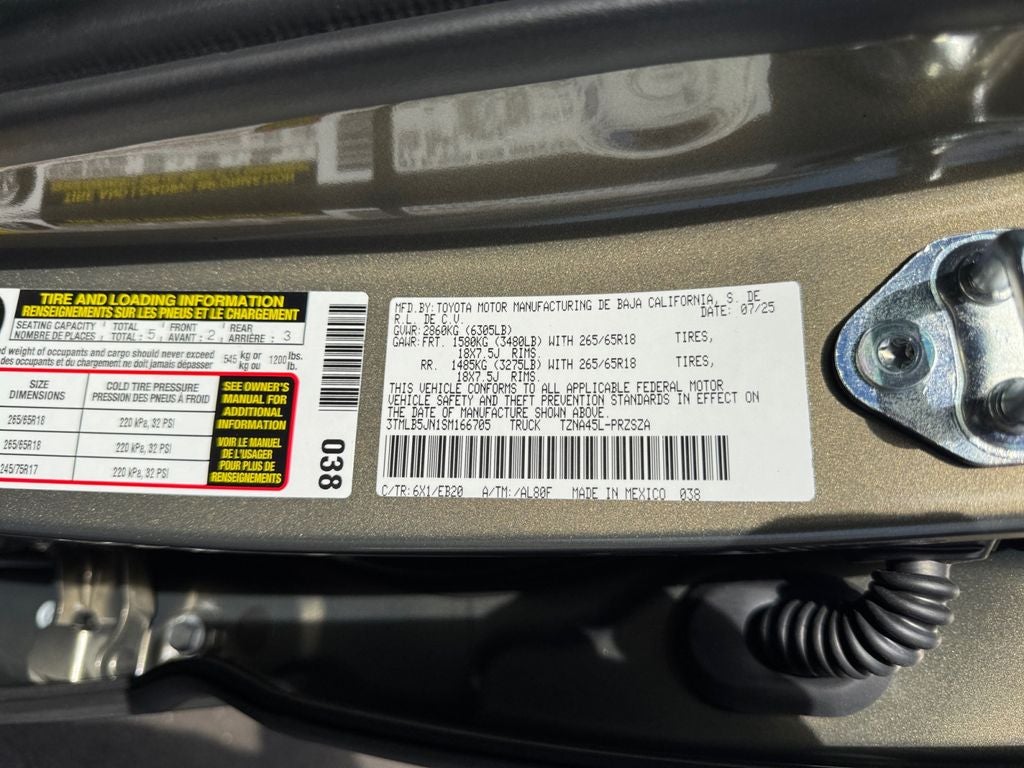 TIRE AND LOADING INFORMATION
RENSEIGNEMENTS SUR LES PNEUS ET LE CHARGEMENT
SEATING CAPACITY TOTAL FRONT REAR
NOMBRE DE PLACES TOTAL: 5 AVANT: 2 ARRIÈRE: 3
d weight of occupants and cargo should never exceed 545 kg or 1200 lbs.
des occupants et du chargement ne doit jamais dépasser kg ou lb.
SIZE COLD TIRE PRESSURE
DIMENSIONS PRESSION DES PNEUS À FROID
265/65R18 220 kPa, 32 PSI
265/65R18 220 kPa, 32 PSI
245/75R17 220 kPa, 32 PSI
SEE OWNER'S
MANUAL FOR
ADDITIONAL
INFORMATION
VOIR LE MANUEL
DE L'USAGER
POUR PLUS DE
RENSEIGNEMENTS
038
MFD.BY:TOYOTA MOTOR MANUFACTURING DE BAJA CALIFORNIA, S. DE
R.L. DE C.V. DATE: 07/25
GVWR:2860KG (6305LB)
GAWR:FRT. 1580KG (3480LB) WITH 265/65R18 TIRES,
18X7.5J RIMS.
RR. 1485KG (3275LB) WITH 265/65R18 TIRES,
18X7.5J RIMS.
THIS VEHICLE CONFORMS TO ALL APPLICABLE FEDERAL MOTOR
VEHICLE SAFETY AND THEFT PREVENTION STANDARDS IN EFFECT ON
THE DATE OF MANUFACTURE SHOWN ABOVE.
3TMLB5JN1SM166705 TRUCK TZNA45L-PRZSZA
C/TR:6X1/EB20 A/TM:/AL80F MADE IN MEXICO 038